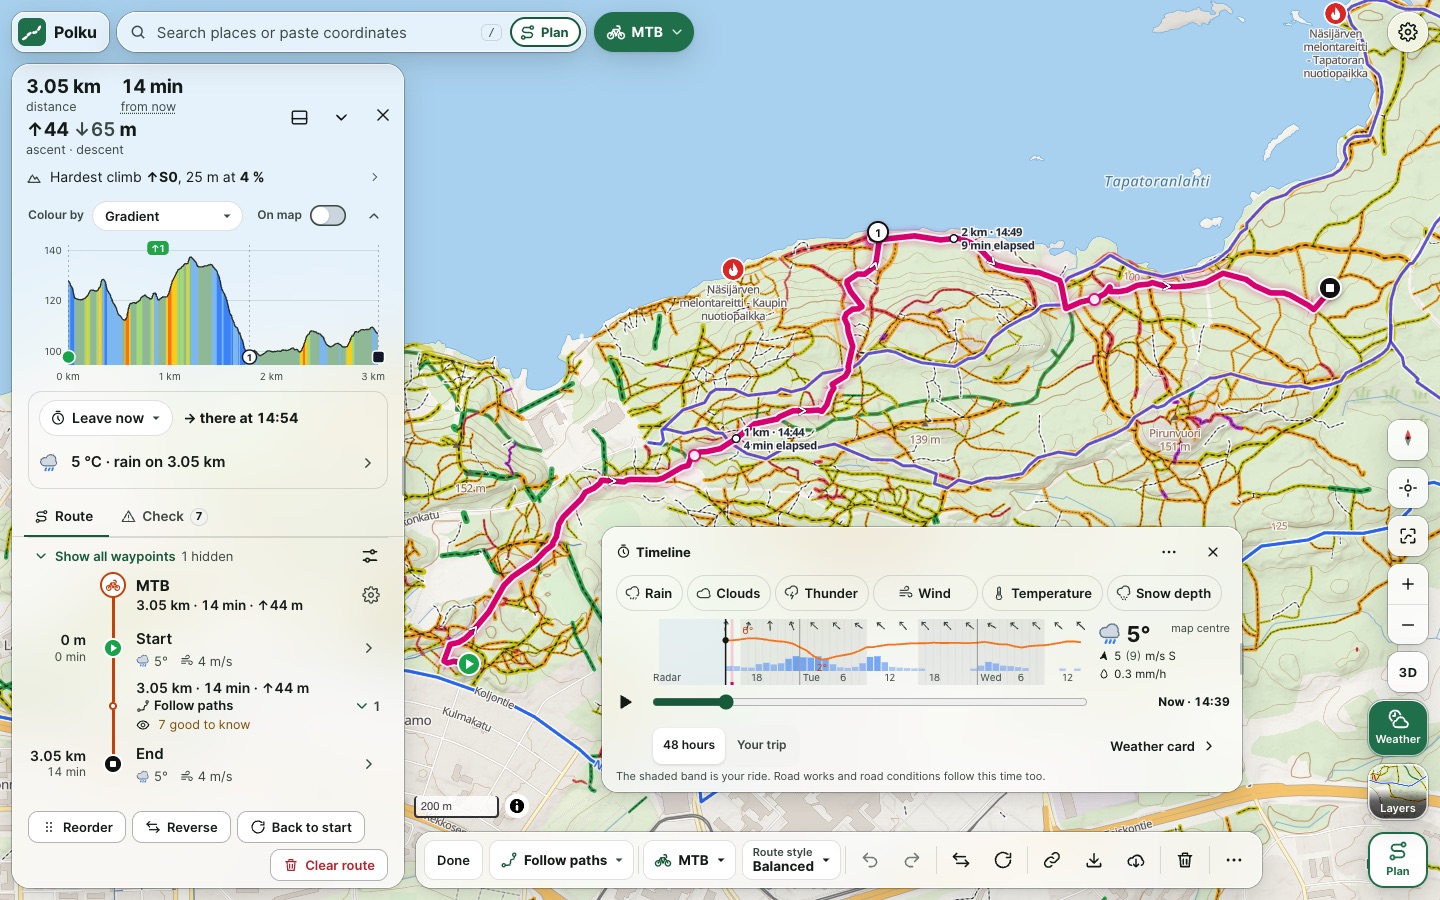 Polku
Search places or paste coordinates
/
Plan
MTB
3.05 km
14 min
distance
from now
↑44 ↓65 m
ascent · descent
Hardest climb ↑S0, 25 m at 4 %
Colour by
Gradient
On map
↑1
140
120
100
1
0 km
1 km
2 km
3 km
Leave now
→ there at 14:54
5 °C · rain on 3.05 km
Route
Check 7
Show all waypoints 1 hidden
MTB
3.05 km · 14 min · ↑44 m
0 m
0 min
Start
5° 4 m/s
3.05 km · 14 min · ↑44 m
Follow paths
1
7 good to know
3.05 km
14 min
End
5° 4 m/s
Reorder
Reverse
Back to start
Clear route
Näsijärven
melontareitti
- Tapatoran
nuotiopaikka
Tapatoranlahti
1
2 km · 14:49
9 min elapsed
Näsijärven
melontareitti - Kaupin
nuotiopaikka
100
1 km · 14:44
4 min elapsed
139 m
Pirunvuori
151 m
152 m
onkatu
125
Koljontie
Kulmakatu
amo
Timeline
Rain
Clouds
Thunder
Wind
Temperature
Snow depth
6°
2°
Radar
18
Tue
6
12
18
Wed
6
12
5°
map centre
5 (9) m/s S
0.3 mm/h
Now · 14:39
48 hours
Your trip
Weather card
The shaded band is your ride. Road works and road conditions follow this time too.
3D
Weather
Layers
Plan
200 m
Done
Follow paths
MTB
Route style
Balanced